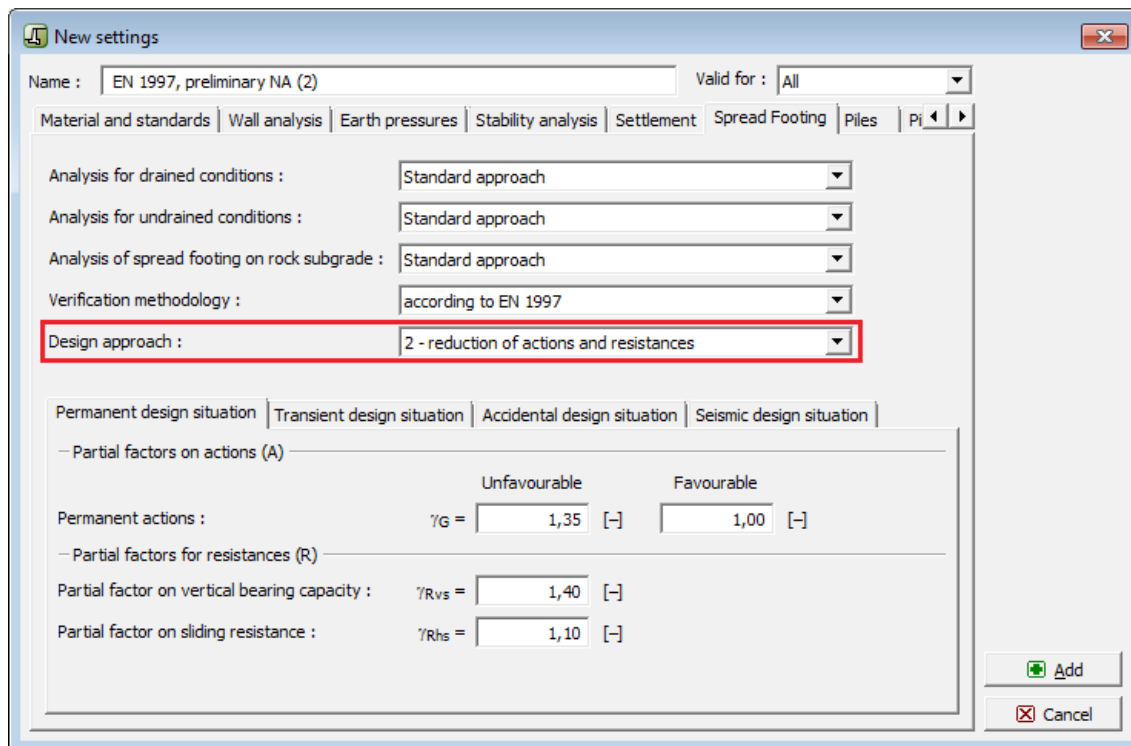 New settings
Name : EN 1997, preliminary NA (2) Valid for : All
Material and standards Wall analysis Earth pressures Stability analysis Settlement Spread Footing Piles Pi
Analysis for drained conditions : Standard approach
Analysis for undrained conditions : Standard approach
Analysis of spread footing on rock subgrade : Standard approach
Verification methodology : according to EN 1997
Design approach : 2 - reduction of actions and resistances
Permanent design situation Transient design situation Accidental design situation Seismic design situation
Partial factors on actions (A)
Unfavourable Favourable
Permanent actions : γG = 1,35 [–] 1,00 [–]
Partial factors for resistances (R)
Partial factor on vertical bearing capacity : γRvs = 1,40 [–]
Partial factor on sliding resistance : γRhs = 1,10 [–]
Add
Cancel